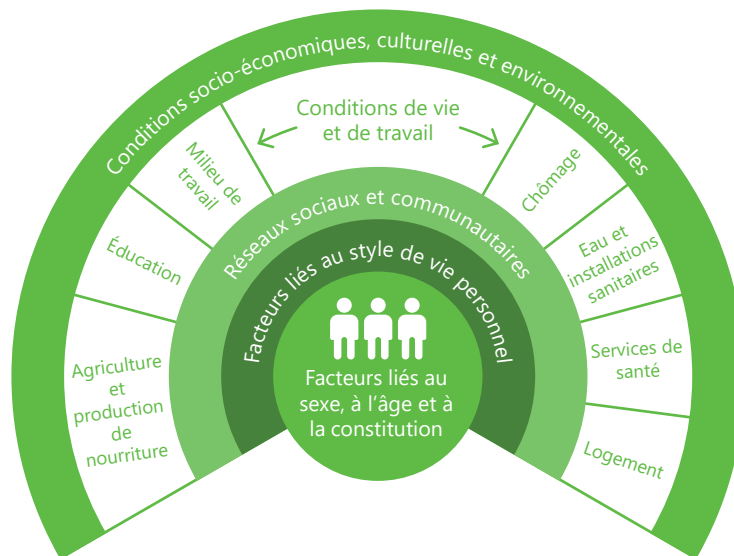 Conditions socio-économiques, culturelles et environnementales
Conditions de vie
et de travail
Agriculture
et
production
de
nourriture
Éducation
Milieu de
travail
Chômage
Eau et
installations
sanitaires
Services de
santé
Logement
Réseaux sociaux et communautaires
Facteurs liés au style de vie personnel
Facteurs liés au
sexe, à l’âge et à
la constitution